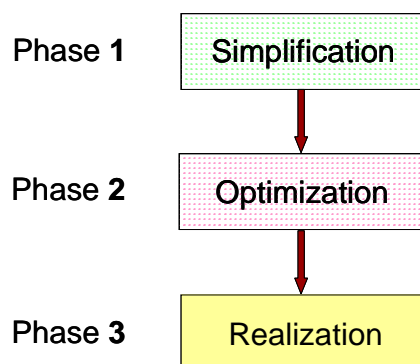 Phase 1 Simplification
Phase 2 Optimization
Phase 3 Realization